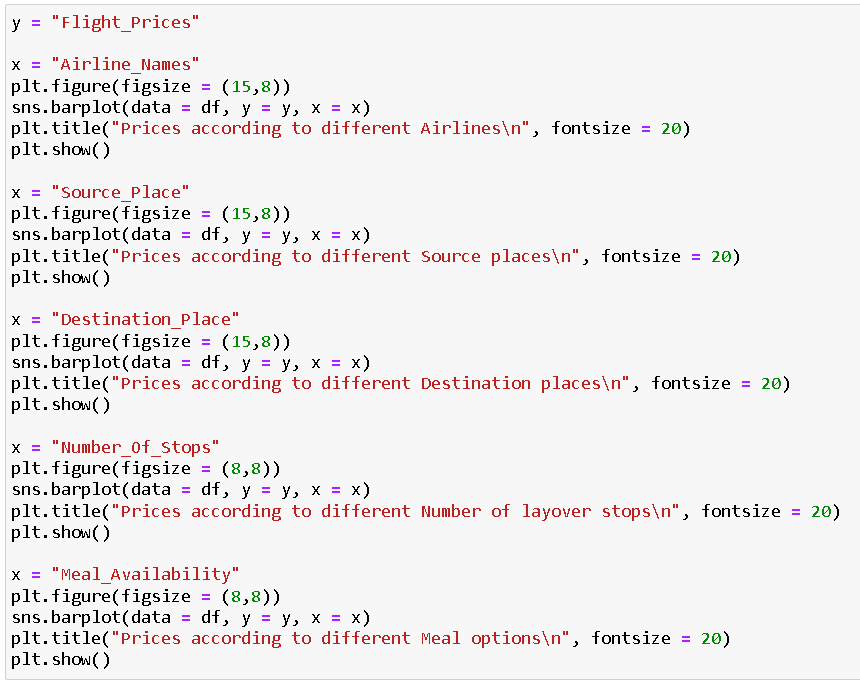 y = "Flight_Prices"
x = "Airline_Names"
plt.figure(figsize = (15,8))
sns.barplot(data = df, y = y, x = x)
plt.title("Prices according to different Airlines\n", fontsize = 20)
plt.show()
x = "Source_Place"
plt.figure(figsize = (15,8))
sns.barplot(data = df, y = y, x = x)
plt.title("Prices according to different Source places\n", fontsize = 20)
plt.show()
x = "Destination_Place"
plt.figure(figsize = (15,8))
sns.barplot(data = df, y = y, x = x)
plt.title("Prices according to different Destination places\n", fontsize = 20)
plt.show()
x = "Number_Of_Stops"
plt.figure(figsize = (8,8))
sns.barplot(data = df, y = y, x = x)
plt.title("Prices according to different Number of layover stops\n", fontsize = 20)
plt.show()
x = "Meal_Availability"
plt.figure(figsize = (8,8))
sns.barplot(data = df, y = y, x = x)
plt.title("Prices according to different Meal options\n", fontsize = 20)
plt.show()